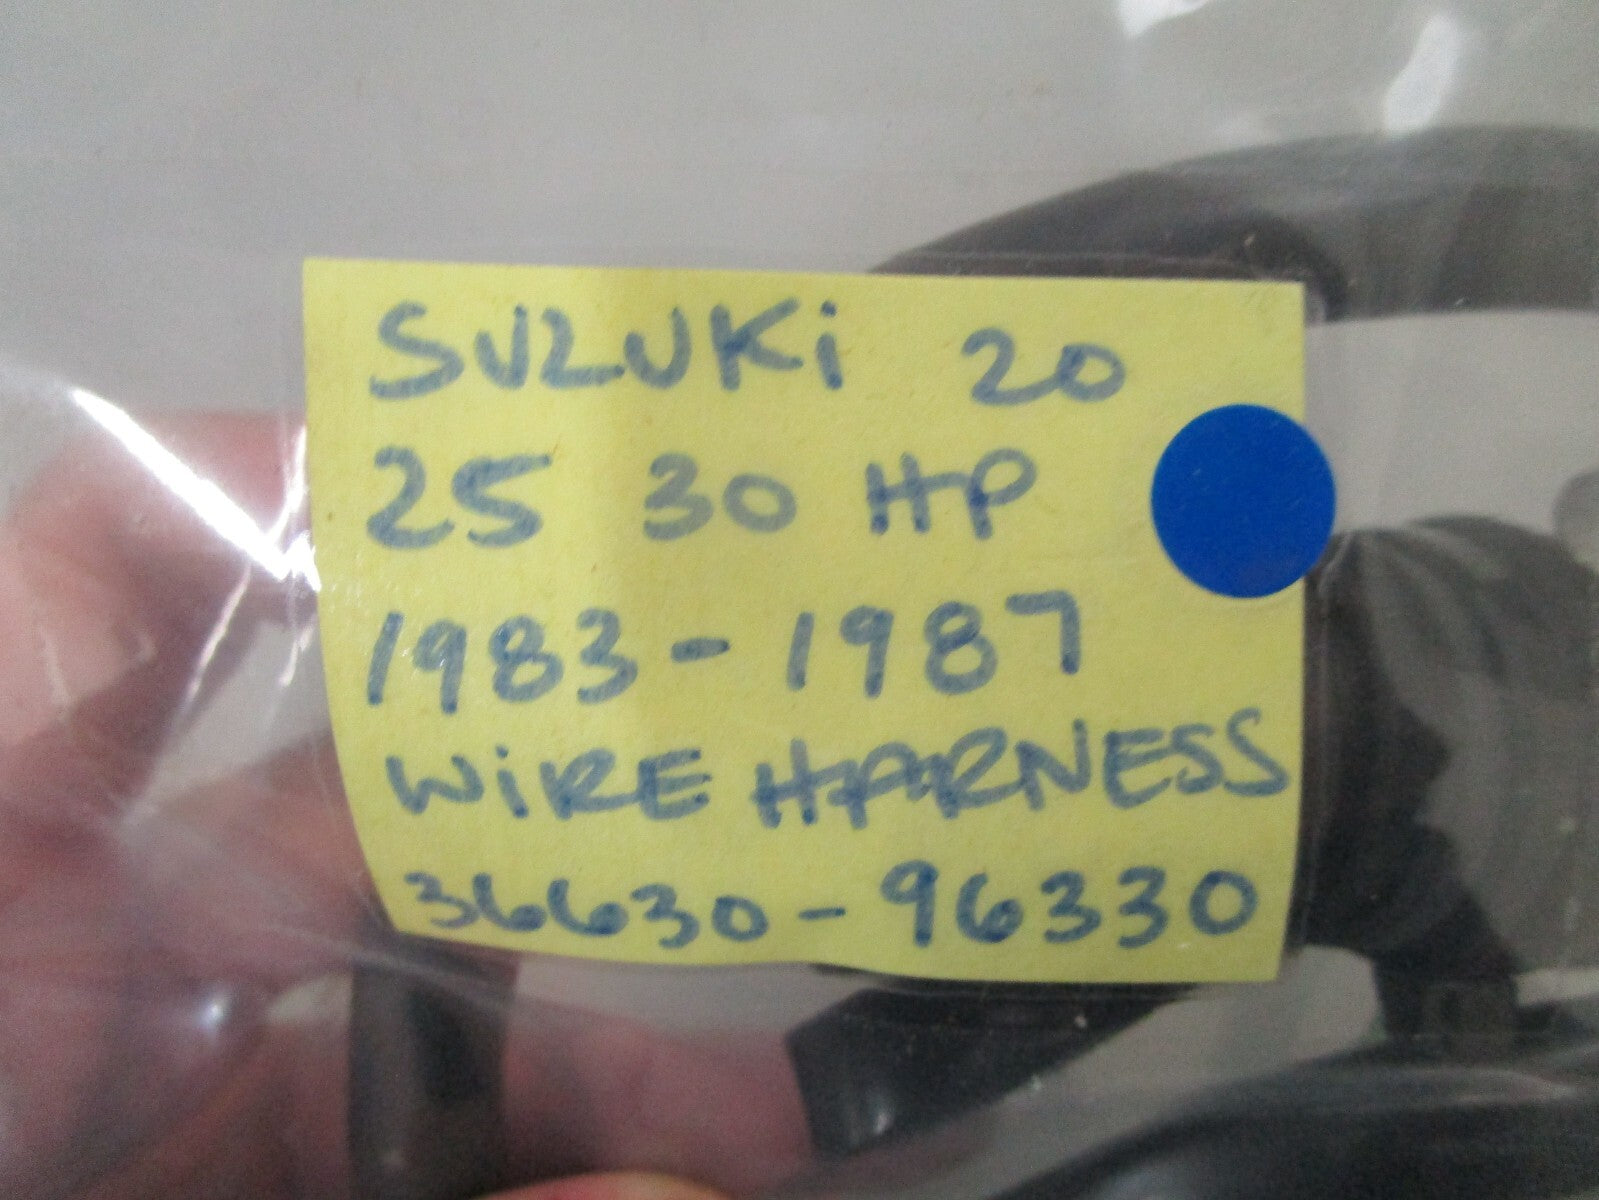 SUZUKi 20
25 30 HP
1983-1987
WiRE HARNESS
36630-96330